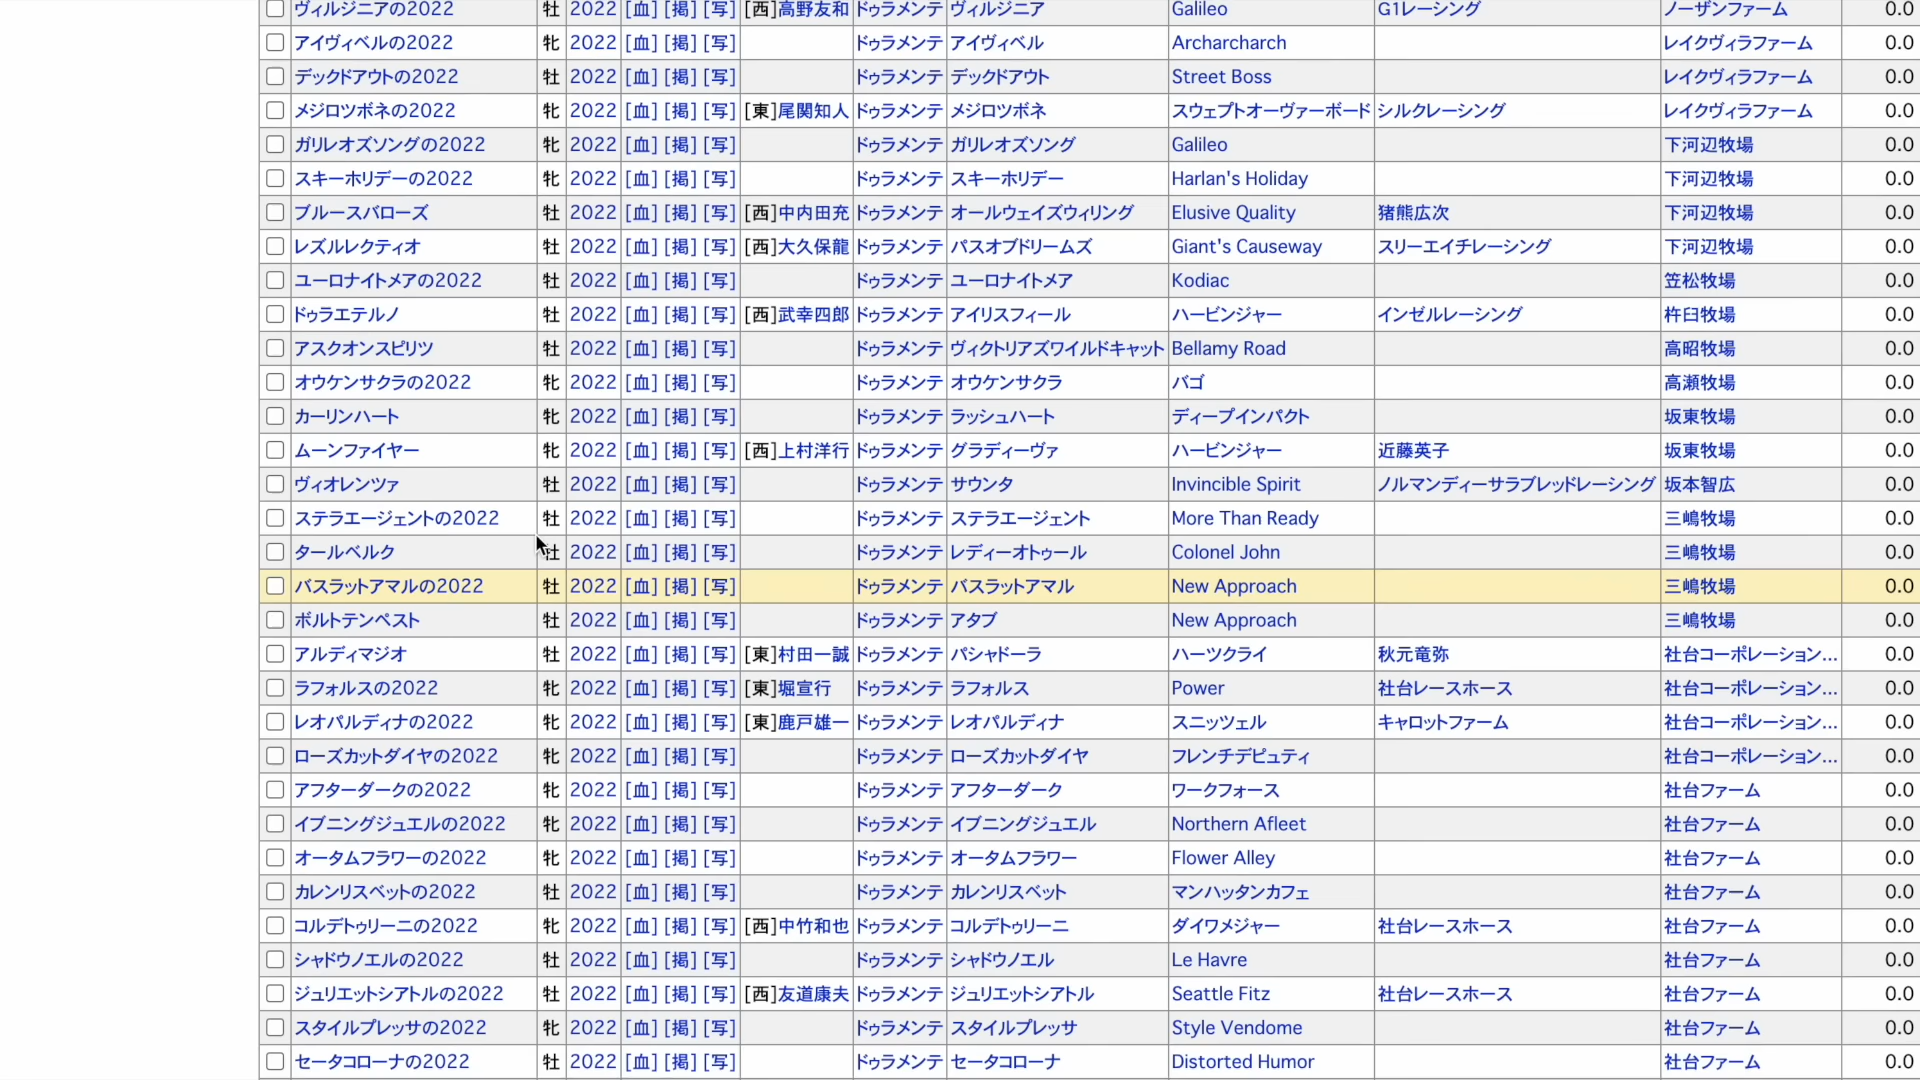 ヴィルジニアの2022 牡 2022 [血] [掲] [写] [西]高野友和 ドゥラメンテ ヴィルジニア Galileo G1レーシング ノーザンファーム 0.0
アイヴィベルの2022 牝 2022 [血] [掲] [写] ドゥラメンテ アイヴィベル Archarcharch レイクヴィラファーム 0.0
デックドアウトの2022 牡 2022 [血] [掲] [写] ドゥラメンテ デックドアウト Street Boss レイクヴィラファーム 0.0
メジロツボネの2022 牝 2022 [血] [掲] [写] [東]尾関知人 ドゥラメンテ メジロツボネ スウェプトオーヴァーボード シルクレーシング レイクヴィラファーム 0.0
ガリレオズソングの2022 牝 2022 [血] [掲] [写] ドゥラメンテ ガリレオズソング Galileo 下河辺牧場 0.0
スキーホリデーの2022 牝 2022 [血] [掲] [写] ドゥラメンテ スキーホリデー Harlan's Holiday 下河辺牧場 0.0
ブルースバローズ 牡 2022 [血] [掲] [写] [西]中内田充 ドゥラメンテ オールウェイズウィリング Elusive Quality 猪熊広次 下河辺牧場 0.0
レズルレクティオ 牡 2022 [血] [掲] [写] [西]大久保龍 ドゥラメンテ パスオブドリームズ Giant's Causeway スリーエイチレーシング 下河辺牧場 0.0
ユーロナイトメアの2022 牡 2022 [血] [掲] [写] ドゥラメンテ ユーロナイトメア Kodiac 笠松牧場 0.0
ドゥラエテルノ 牡 2022 [血] [掲] [写] [西]武幸四郎 ドゥラメンテ アイリスフィール ハービンジャー インゼルレーシング 杵臼牧場 0.0
アスクオンスピリツ 牡 2022 [血] [掲] [写] ドゥラメンテ ヴィクトリアズワイルドキャット Bellamy Road 高昭牧場 0.0
オウケンサクラの2022 牝 2022 [血] [掲] [写] ドゥラメンテ オウケンサクラ バゴ 高瀬牧場 0.0
カーリンハート 牝 2022 [血] [掲] [写] ドゥラメンテ ラッシュハート ディープインパクト 坂東牧場 0.0
ムーンファイヤー 牝 2022 [血] [掲] [写] [西]上村洋行 ドゥラメンテ グラディーヴァ ハービンジャー 近藤英子 坂東牧場 0.0
ヴィオレンツァ 牡 2022 [血] [掲] [写] ドゥラメンテ サウンタ Invincible Spirit ノルマンディーサラブレッドレーシング 坂本智広 0.0
ステラエージェントの2022 牡 2022 [血] [掲] [写] ドゥラメンテ ステラエージェント More Than Ready 三嶋牧場 0.0
タールベルク 牡 2022 [血] [掲] [写] ドゥラメンテ レディーオトゥール Colonel John 三嶋牧場 0.0
バスラットアマルの2022 牡 2022 [血] [掲] [写] ドゥラメンテ バスラットアマル New Approach 三嶋牧場 0.0
ボルトテンペスト 牡 2022 [血] [掲] [写] ドゥラメンテ アタブ New Approach 三嶋牧場 0.0
アルディマジオ 牡 2022 [血] [掲] [写] [東]村田一誠 ドゥラメンテ パシャドーラ ハーツクライ 秋元竜弥 社台コーポレーション... 0.0
ラフォルスの2022 牝 2022 [血] [掲] [写] [東]堀宣行 ドゥラメンテ ラフォルス Power 社台レースホース 社台コーポレーション... 0.0
レオパルディナの2022 牝 2022 [血] [掲] [写] [東]鹿戸雄一 ドゥラメンテ レオパルディナ スニッツェル キャロットファーム 社台コーポレーション... 0.0
ローズカットダイヤの2022 牝 2022 [血] [掲] [写] ドゥラメンテ ローズカットダイヤ フレンチデピュティ 社台コーポレーション... 0.0
アフターダークの2022 牝 2022 [血] [掲] [写] ドゥラメンテ アフターダーク ワークフォース 社台ファーム 0.0
イブニングジュエルの2022 牝 2022 [血] [掲] [写] ドゥラメンテ イブニングジュエル Northern Afleet 社台ファーム 0.0
オータムフラワーの2022 牝 2022 [血] [掲] [写] ドゥラメンテ オータムフラワー Flower Alley 社台ファーム 0.0
カレンリスベットの2022 牡 2022 [血] [掲] [写] ドゥラメンテ カレンリスベット マンハッタンカフェ 社台ファーム 0.0
コルデトゥリーニの2022 牝 2022 [血] [掲] [写] [西]中竹和也 ドゥラメンテ コルデトゥリーニ ダイワメジャー 社台レースホース 社台ファーム 0.0
シャドウノエルの2022 牡 2022 [血] [掲] [写] ドゥラメンテ シャドウノエル Le Havre 社台ファーム 0.0
ジュリエットシアトルの2022 牡 2022 [血] [掲] [写] [西]友道康夫 ドゥラメンテ ジュリエットシアトル Seattle Fitz 社台レースホース 社台ファーム 0.0
スタイルプレッサの2022 牝 2022 [血] [掲] [写] ドゥラメンテ スタイルプレッサ Style Vendome 社台ファーム 0.0
セータコローナの2022 牡 2022 [血] [掲] [写] ドゥラメンテ セータコローナ Distorted Humor 社台ファーム 0.0